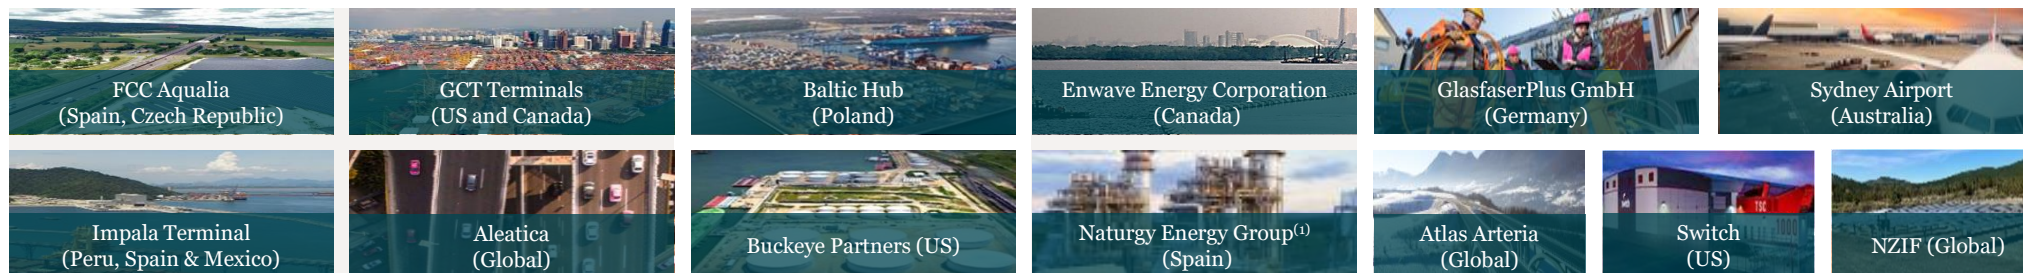 FCC Aqualia
(Spain, Czech Republic)
GCT Terminals
(US and Canada)
Baltic Hub
(Poland)
Enwave Energy Corporation
(Canada)
GlasfaserPlus GmbH
(Germany)
Sydney Airport
(Australia)
Impala Terminal
(Peru, Spain & Mexico)
Aleatica
(Global)
Buckeye Partners (US)
Naturgy Energy Group(1)
(Spain)
Atlas Arteria
(Global)
TSC
1000
Switch
(US)
NZIF (Global)